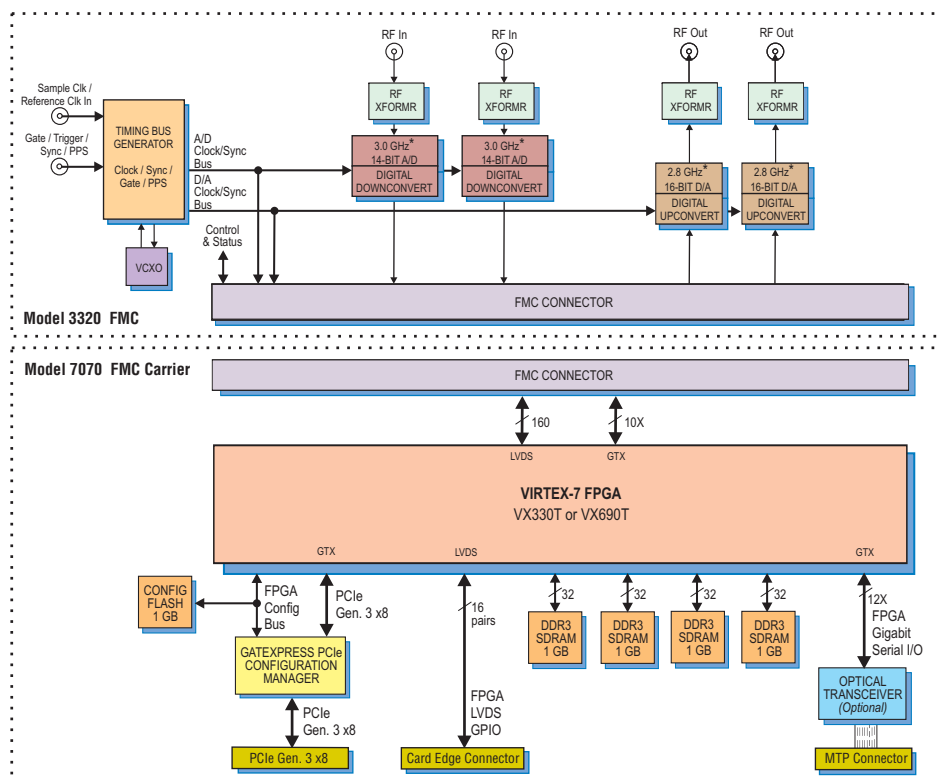 RF In
RF In
RF Out
RF Out
Sample Clk /
Reference Clk In
Gate / Trigger /
Sync / PPS
TIMING BUS
GENERATOR
Clock / Sync /
Gate / PPS
VCXO
A/D
Clock/Sync
Bus
D/A
Clock/Sync
Bus
Control
& Status
RF
XFORMR
RF
XFORMR
RF
XFORMR
RF
XFORMR
3.0 GHz*
14-BIT A/D
DIGITAL
DOWNCONVERT
3.0 GHz*
14-BIT A/D
DIGITAL
DOWNCONVERT
2.8 GHz*
16-BIT D/A
DIGITAL
UPCONVERT
2.8 GHz*
16-BIT D/A
DIGITAL
UPCONVERT
FMC CONNECTOR
Model 3320 FMC
Model 7070 FMC Carrier
FMC CONNECTOR
160
10X
LVDS
GTX
VIRTEX-7 FPGA
VX330T or VX690T
GTX
LVDS
GTX
CONFIG
FLASH
1 GB
FPGA
Config
Bus
PCIe
Gen. 3 x8
16
pairs
32
32
32
32
12X
FPGA
Gigabit
Serial I/O
DDR3
SDRAM
1 GB
DDR3
SDRAM
1 GB
DDR3
SDRAM
1 GB
DDR3
SDRAM
1 GB
GATEXPRESS PCIe
CONFIGURATION
MANAGER
OPTICAL
TRANSCEIVER
(Optional)
PCIe
Gen. 3 x8
FPGA
LVDS
GPIO
PCIe Gen. 3 x8
Card Edge Connector
MTP Connector